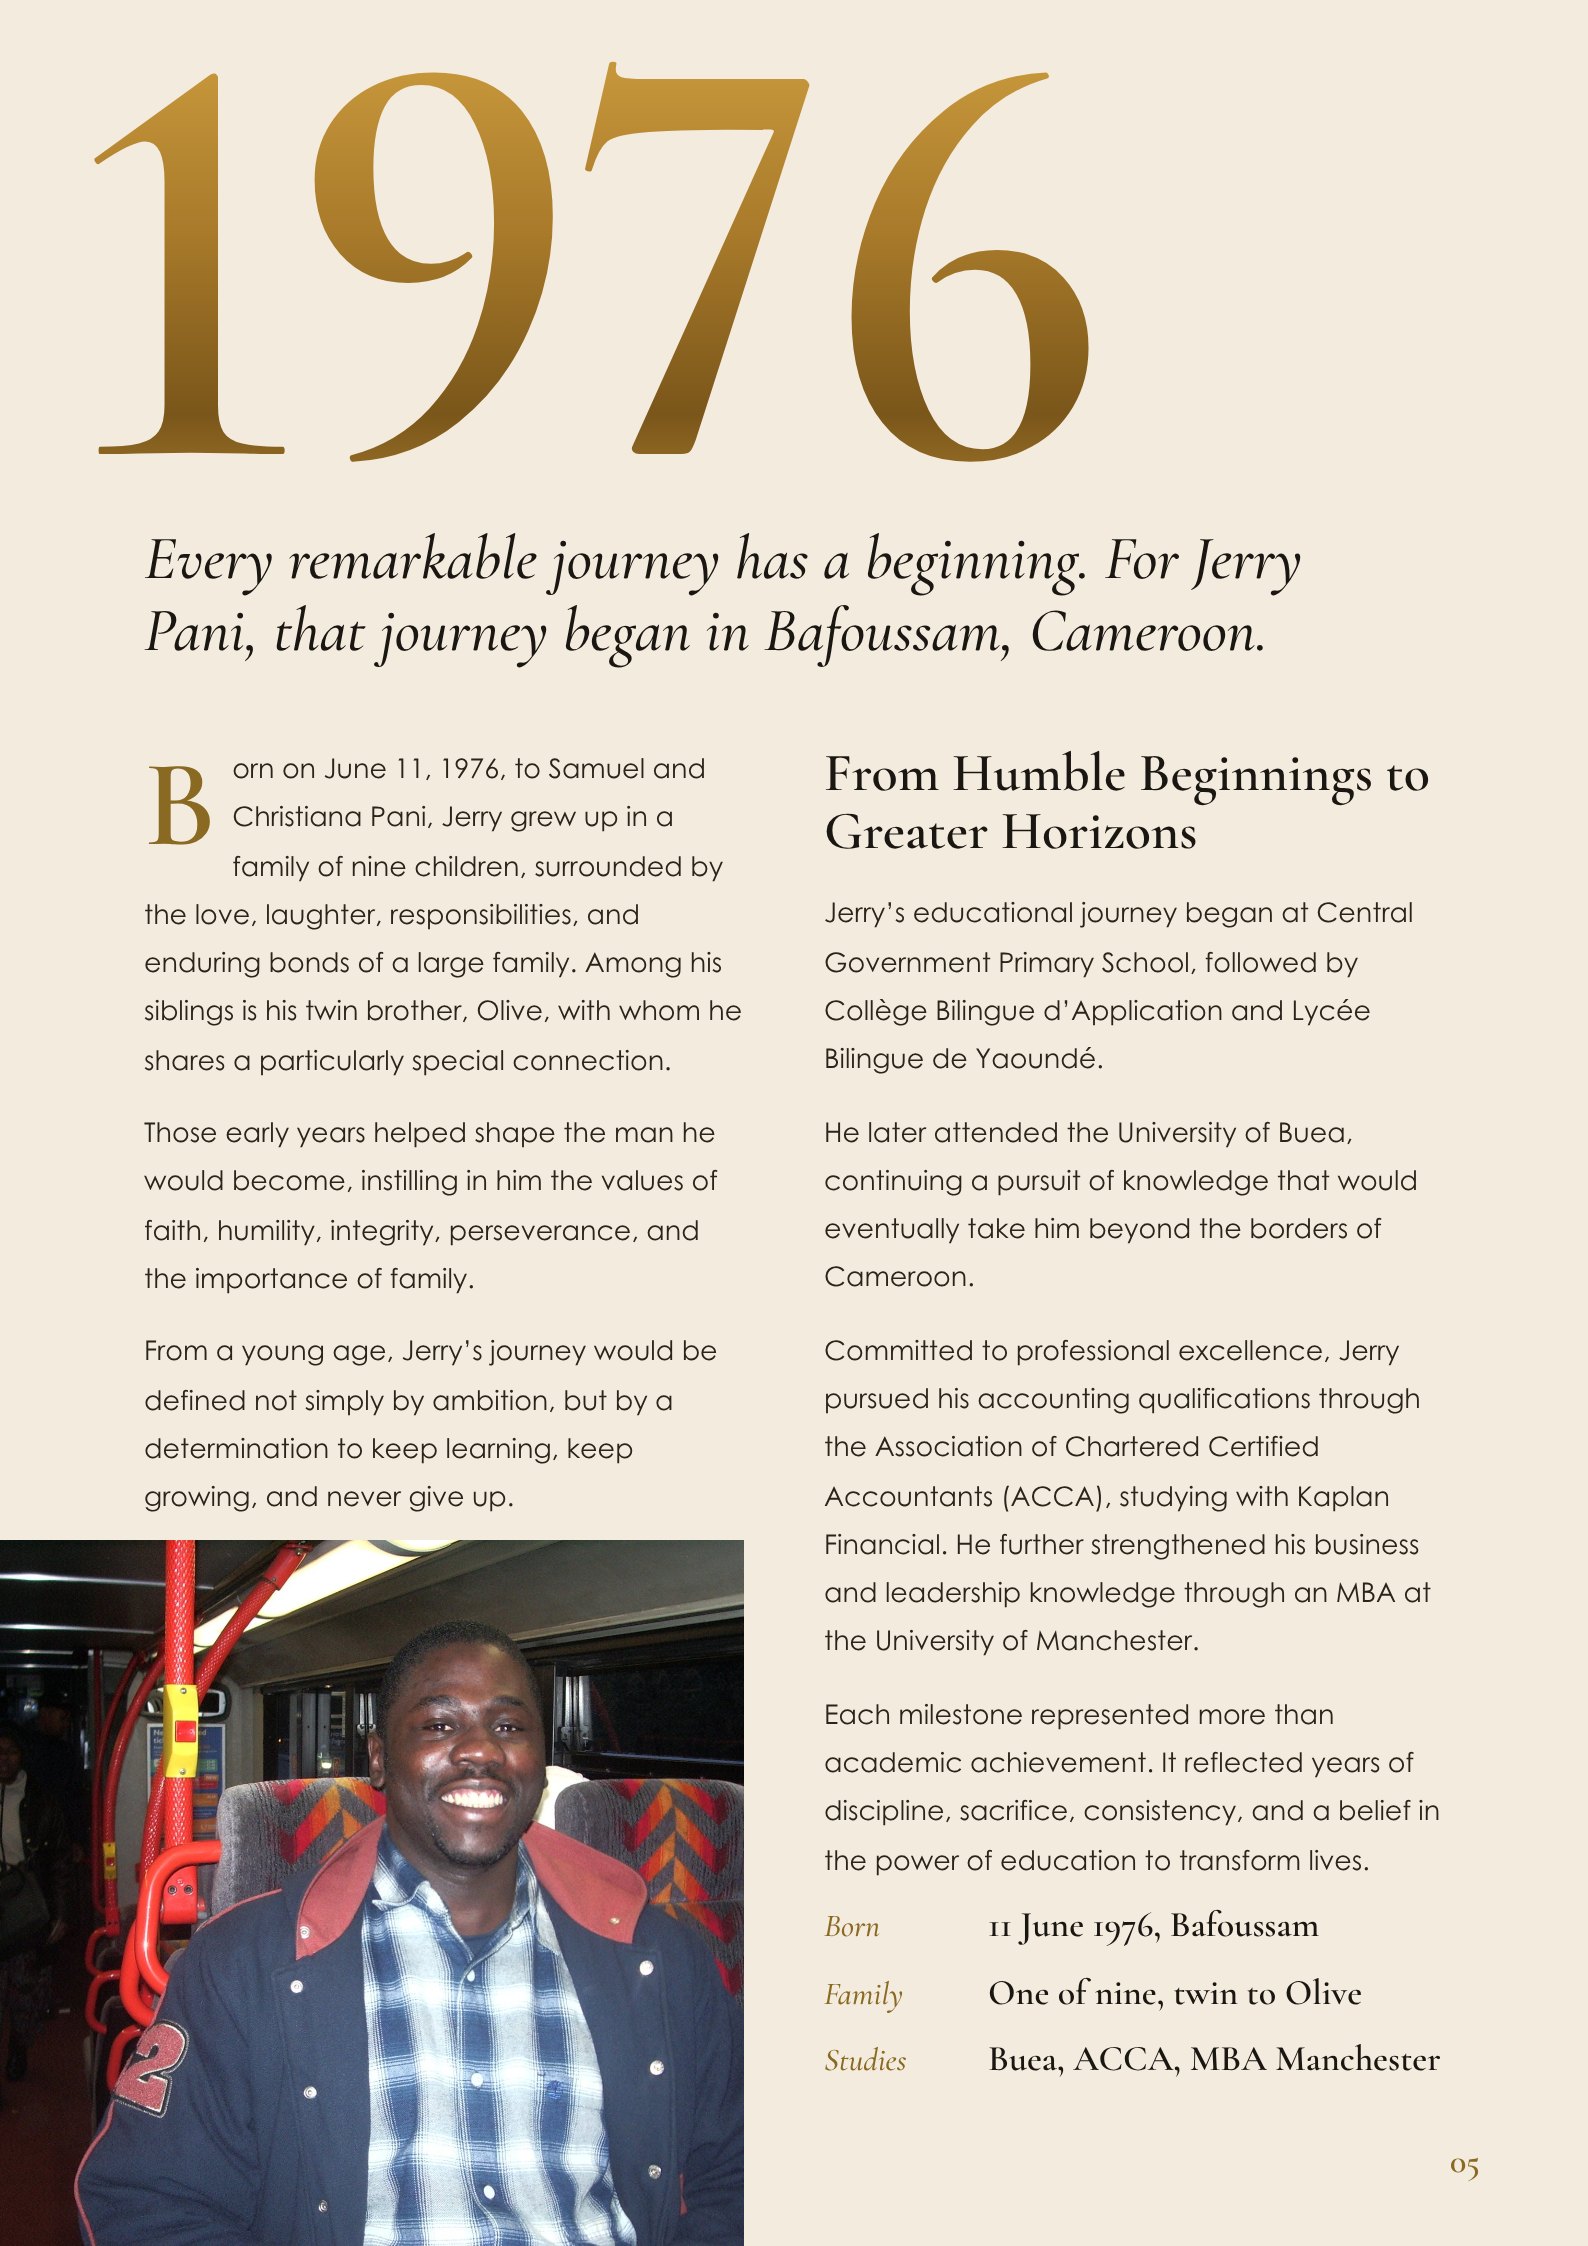 1976
Every remarkable journey has a beginning. For Jerry
Pani, that journey began in Bafoussam, Cameroon.
Born on June 11, 1976, to Samuel and
Christiana Pani, Jerry grew up in a
family of nine children, surrounded by
the love, laughter, responsibilities, and
enduring bonds of a large family. Among his
siblings is his twin brother, Olive, with whom he
shares a particularly special connection.
Those early years helped shape the man he
would become, instilling in him the values of
faith, humility, integrity, perseverance, and
the importance of family.
From a young age, Jerry’s journey would be
defined not simply by ambition, but by a
determination to keep learning, keep
growing, and never give up.
2
From Humble Beginnings to
Greater Horizons
Jerry’s educational journey began at Central
Government Primary School, followed by
Collège Bilingue d’Application and Lycée
Bilingue de Yaoundé.
He later attended the University of Buea,
continuing a pursuit of knowledge that would
eventually take him beyond the borders of
Cameroon.
Committed to professional excellence, Jerry
pursued his accounting qualifications through
the Association of Chartered Certified
Accountants (ACCA), studying with Kaplan
Financial. He further strengthened his business
and leadership knowledge through an MBA at
the University of Manchester.
Each milestone represented more than
academic achievement. It reflected years of
discipline, sacrifice, consistency, and a belief in
the power of education to transform lives.
Born 11 June 1976, Bafoussam
Family One of nine, twin to Olive
Studies Buea, ACCA, MBA Manchester
05